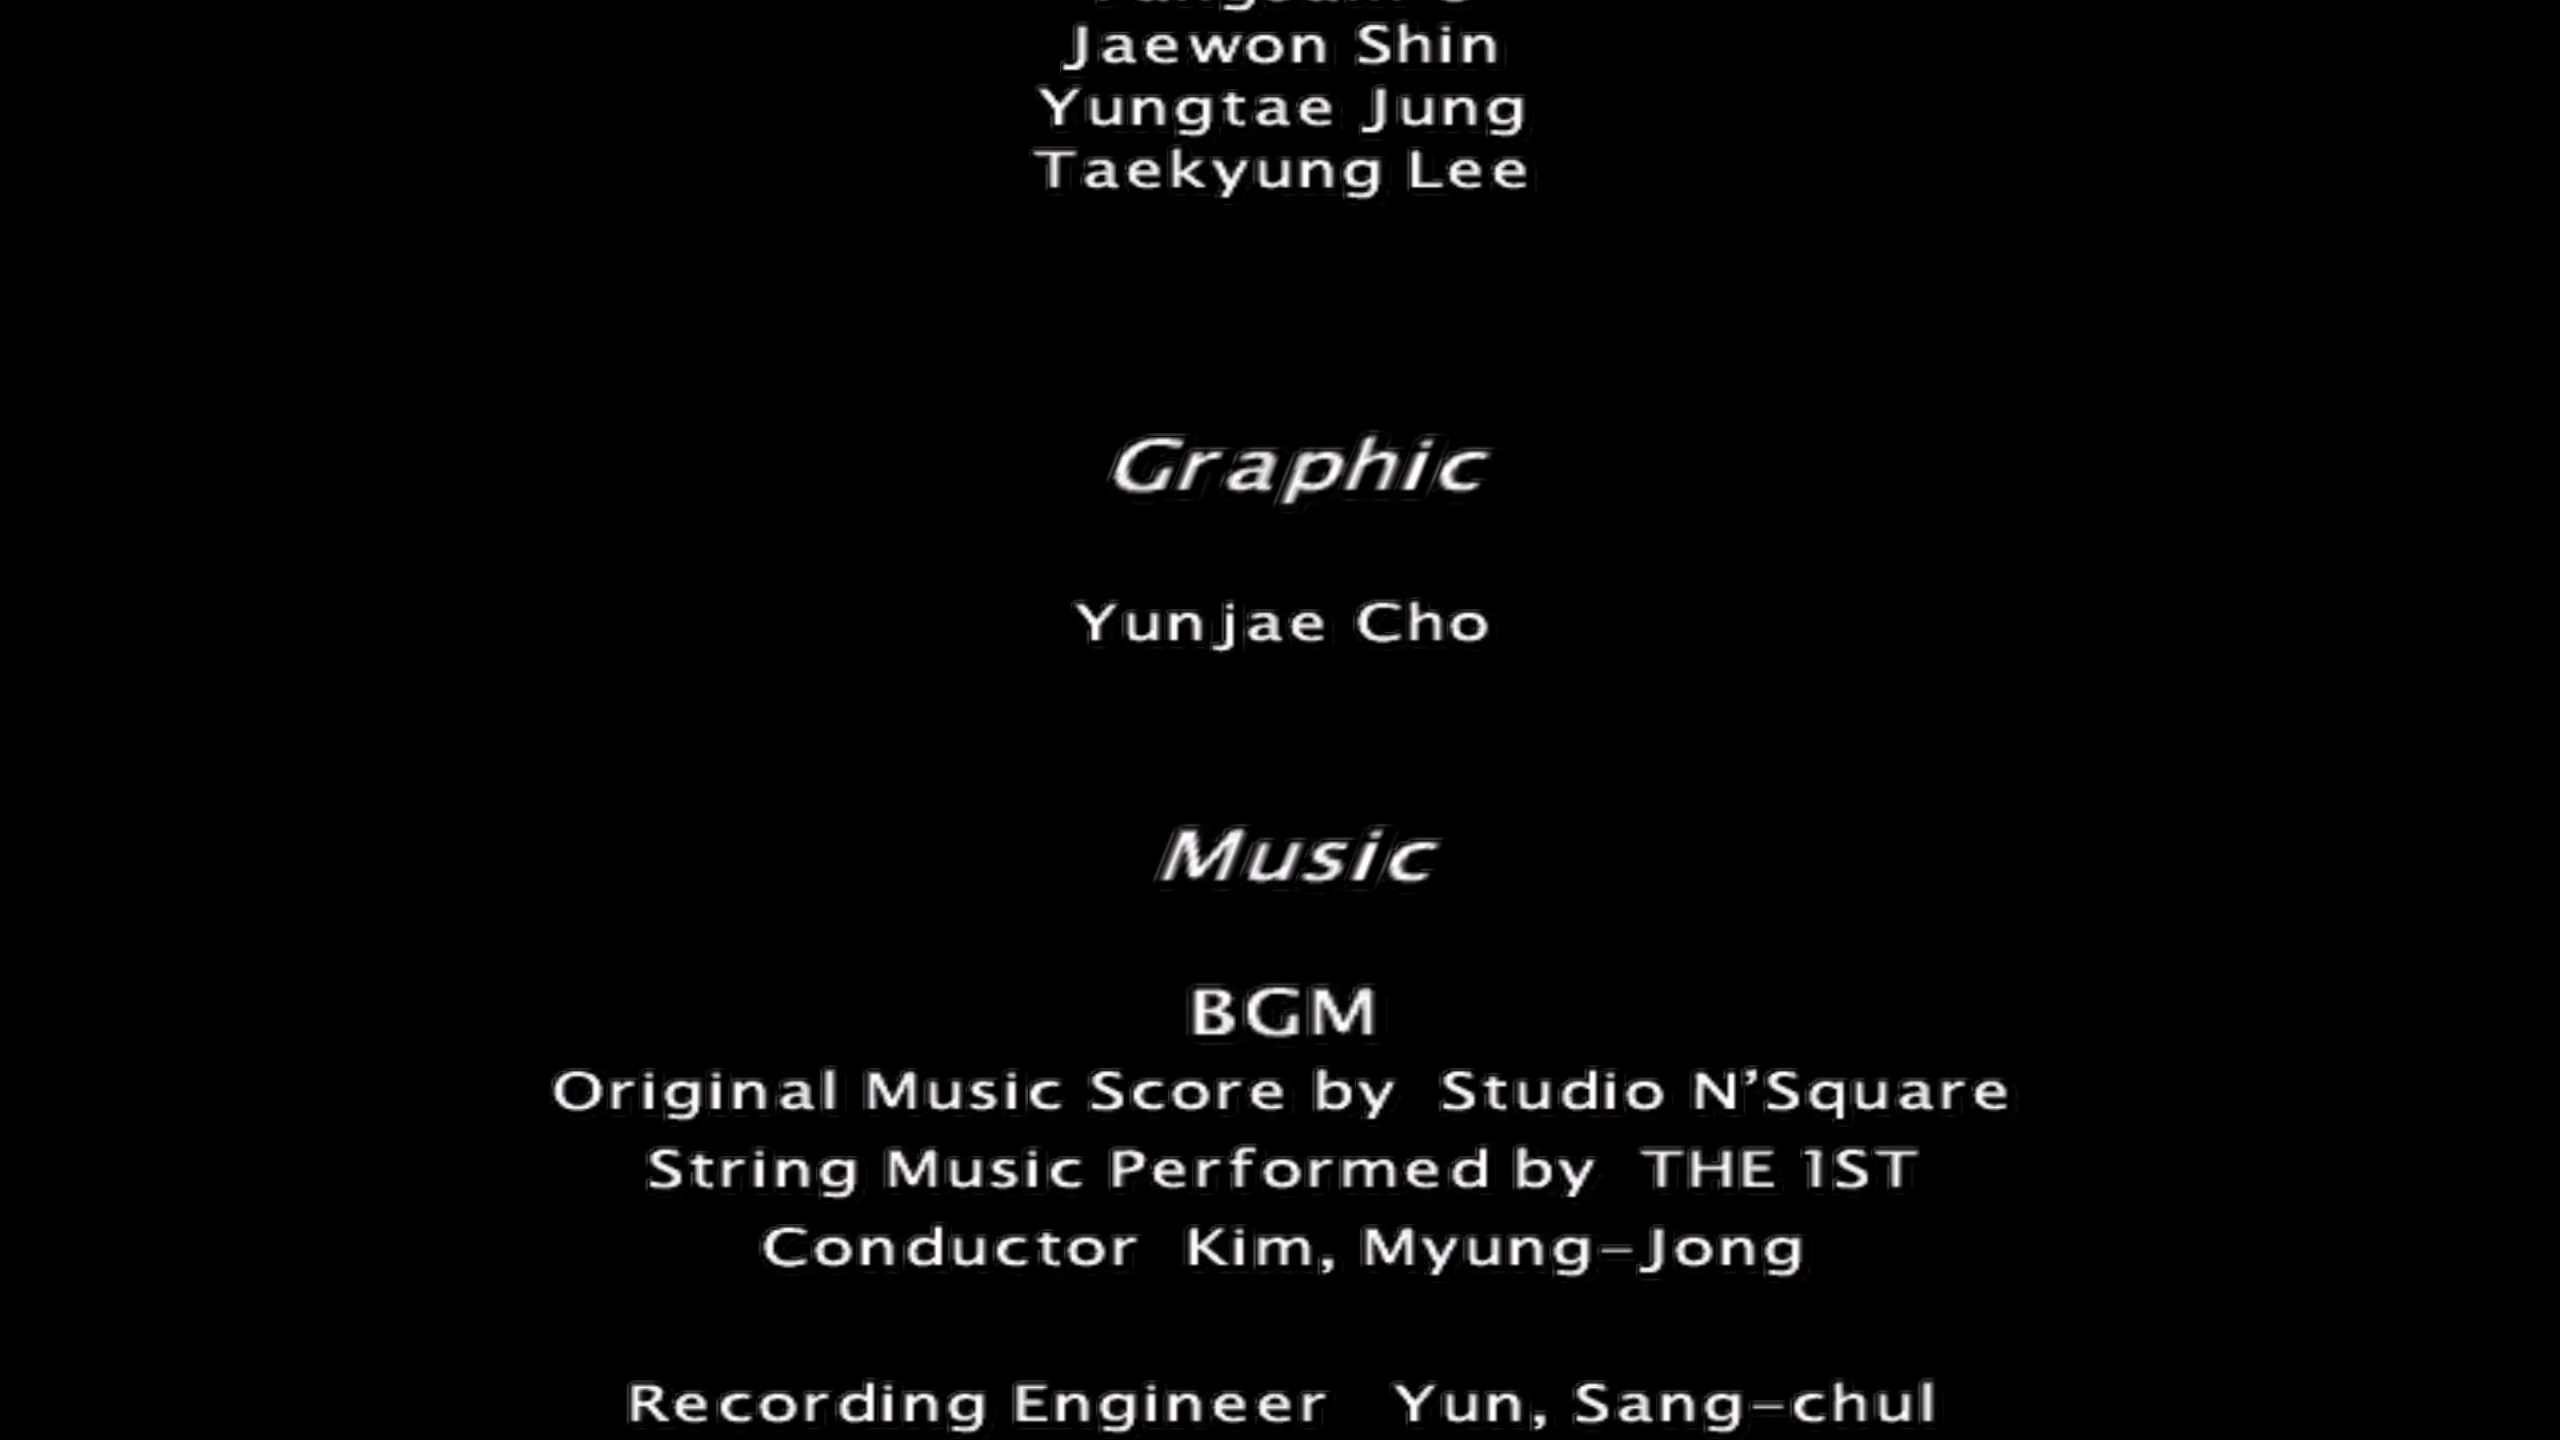 Jaewon Shin
Yungtae Jung
Taekyung Lee
Graphic
Yunjae Cho
Music
BGM
Original Music Score by Studio N’Square
String Music Performed by THE 1ST
Conductor Kim, Myung-Jong
Recording Engineer Yun, Sang-chul